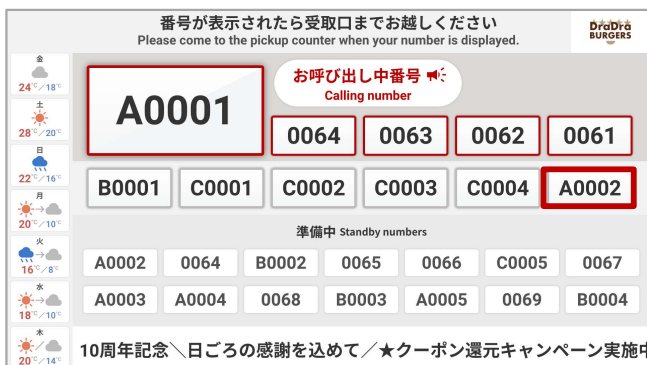 番号が表示されたら受取口までお越しください
Please come to the pickup counter when your number is displayed.
DraDra
BURGERS
金
24℃/18℃
土
28℃/20℃
日
22℃/16℃
月
20℃/10℃
火
16℃/8℃
水
18℃/10℃
木
20℃/14℃
お呼び出し中番号
Calling number
A0001
0064 0063 0062 0061
B0001 C0001 C0002 C0003 C0004 A0002
準備中 Standby numbers
A0002 0064 B0002 0065 0066 C0005 0067
A0003 A0004 0068 B0003 A0005 0069 B0004
10周年記念＼日ごろの感謝を込めて／★クーポン還元キャンペーン実施中